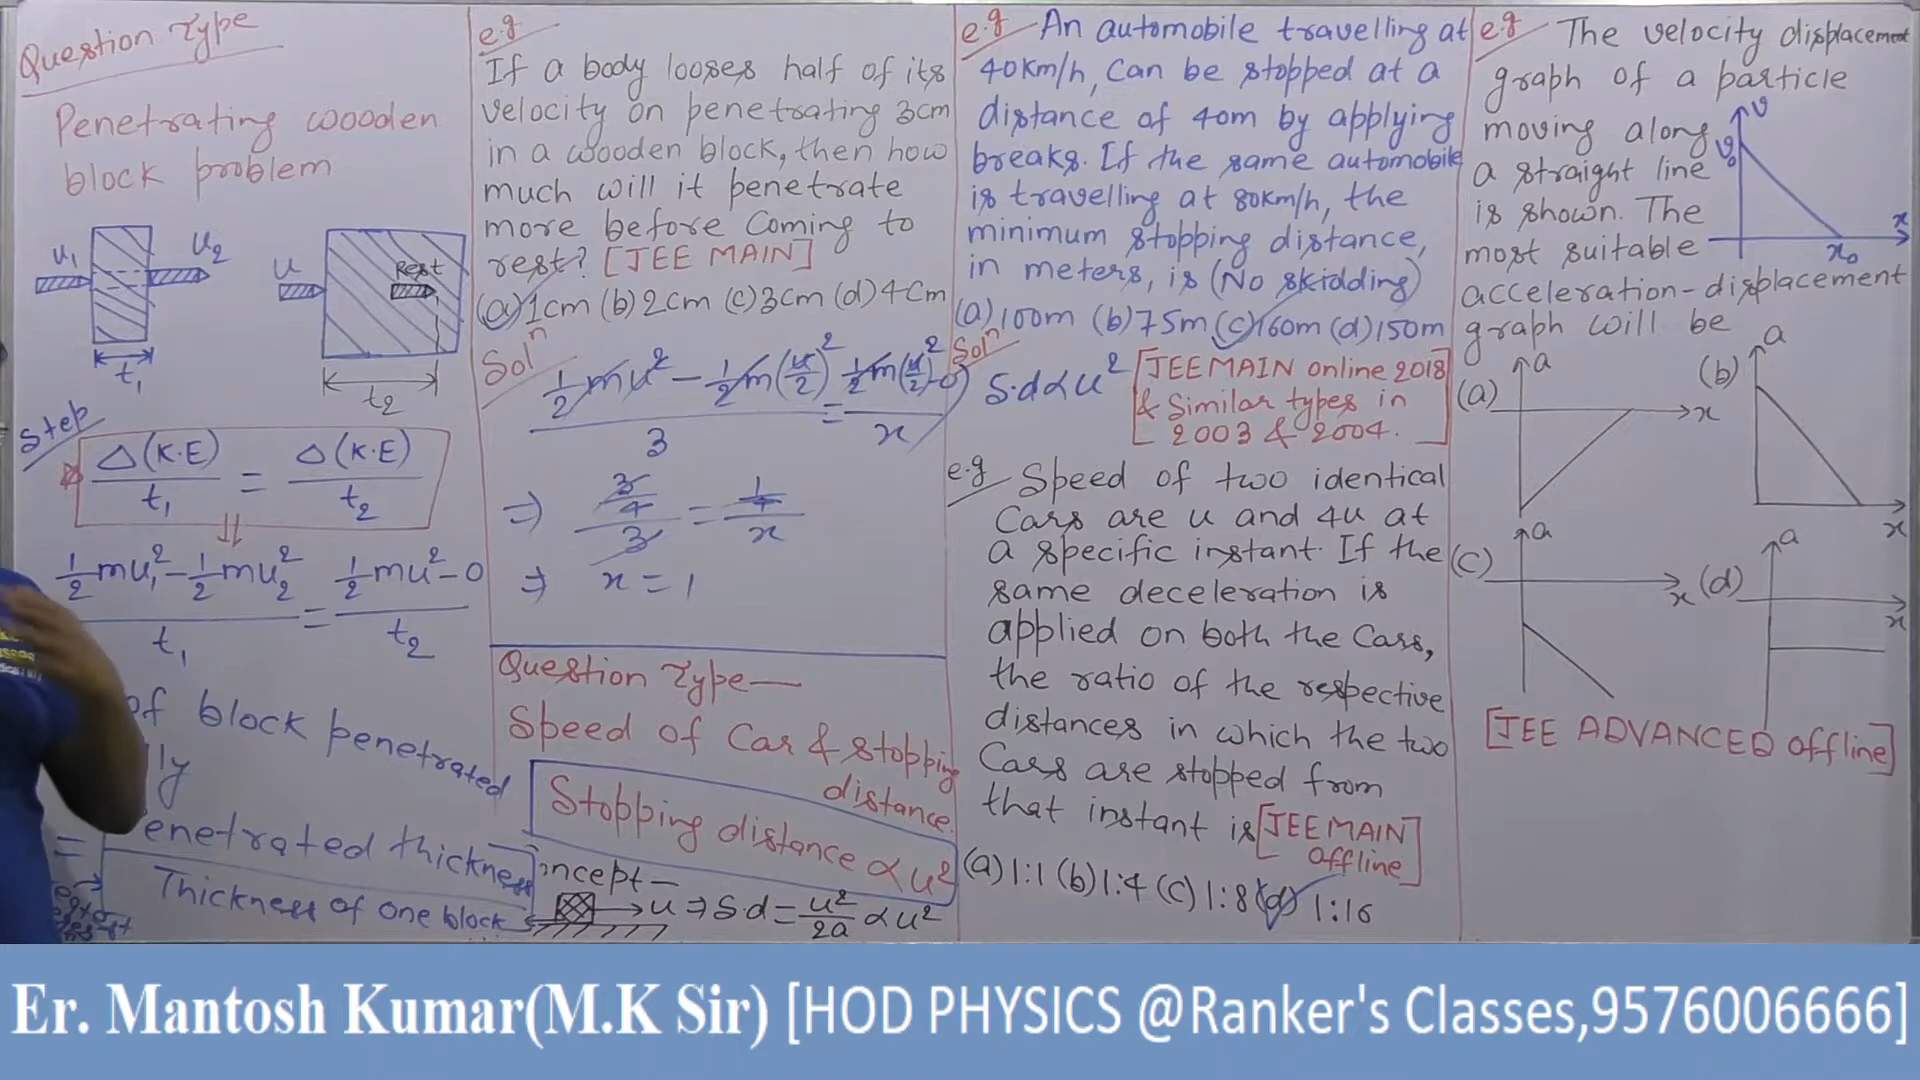 Question Type
Penetrating wooden
block problem
u₁
u₂
t₁
u
Rest
t₂
Step
Δ(K.E)/t₁ = Δ(K.E)/t₂
⇓
(½mu₁² - ½mu₂²)/t₁ = (½mu² - 0)/t₂
of block penetrated
lly
=
enetrated thickness
Thickness of one block
e.g
If a body looses half of its
velocity on penetrating 3cm
in a wooden block, then how
much will it penetrate
more before coming to
rest? [JEE MAIN]
(a) 1cm (b) 2cm (c) 3cm (d) 4cm
Solⁿ
(½mu² - ½m(u/2)²)/3 = (½m(u/2)² - 0)/x
⇒ (3/4)/3 = (1/4)/x
⇒ x = 1
Question Type—
Speed of Car & stopping
distance.
Stopping distance ∝ u²
oncept—
→ u ⇒ S.d = u²/2a ∝ u²
e.g An automobile travelling at
40km/h, can be stopped at a
distance of 40m by applying
breaks. If the same automobile
is travelling at 80km/h, the
minimum stopping distance,
in meters, is (No skidding)
(a) 100m (b) 75m (c) 160m (d) 150m
Solⁿ
S.d ∝ u²
[JEE MAIN online 2018
& Similar types in
2003 & 2004.]
e.g Speed of two identical
Cars are u and 4u at
a specific instant. If the
same deceleration is
applied on both the Cars,
the ratio of the respective
distances in which the two
Cars are stopped from
that instant is [JEE MAIN
offline]
(a) 1:1 (b) 1:4 (c) 1:8 (d) 1:16
e.g The velocity displacement
graph of a particle
moving along
a straight line
is shown. The
most suitable
acceleration-displacement
graph will be
v
v₀
x₀
x
(a)
a
x
(b)
a
x
(c)
a
x
(d)
a
x
[JEE ADVANCED offline]
Er. Mantosh Kumar(M.K Sir) [HOD PHYSICS @Ranker's Classes,9576006666]